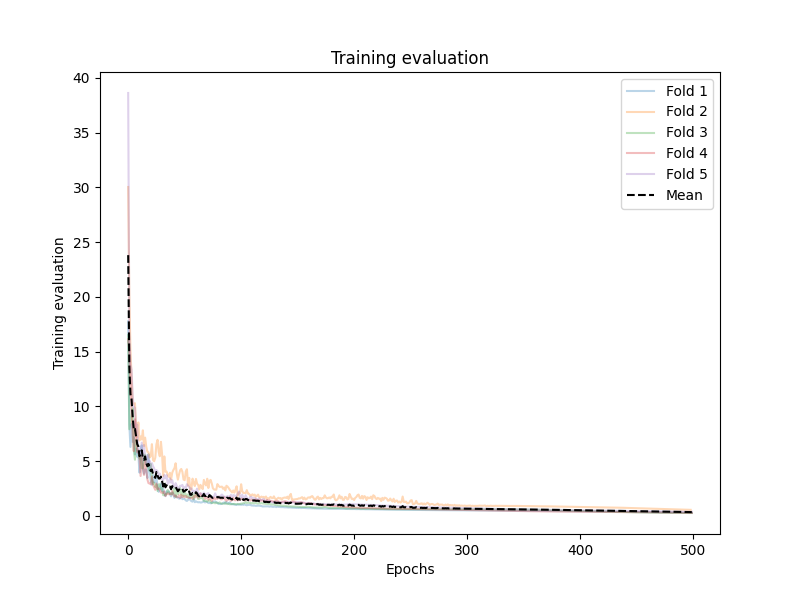 Training evaluation
Training evaluation
40
35
30
25
20
15
10
5
0
Fold 1
Fold 2
Fold 3
Fold 4
Fold 5
Mean
0 100 200 300 400 500
Epochs